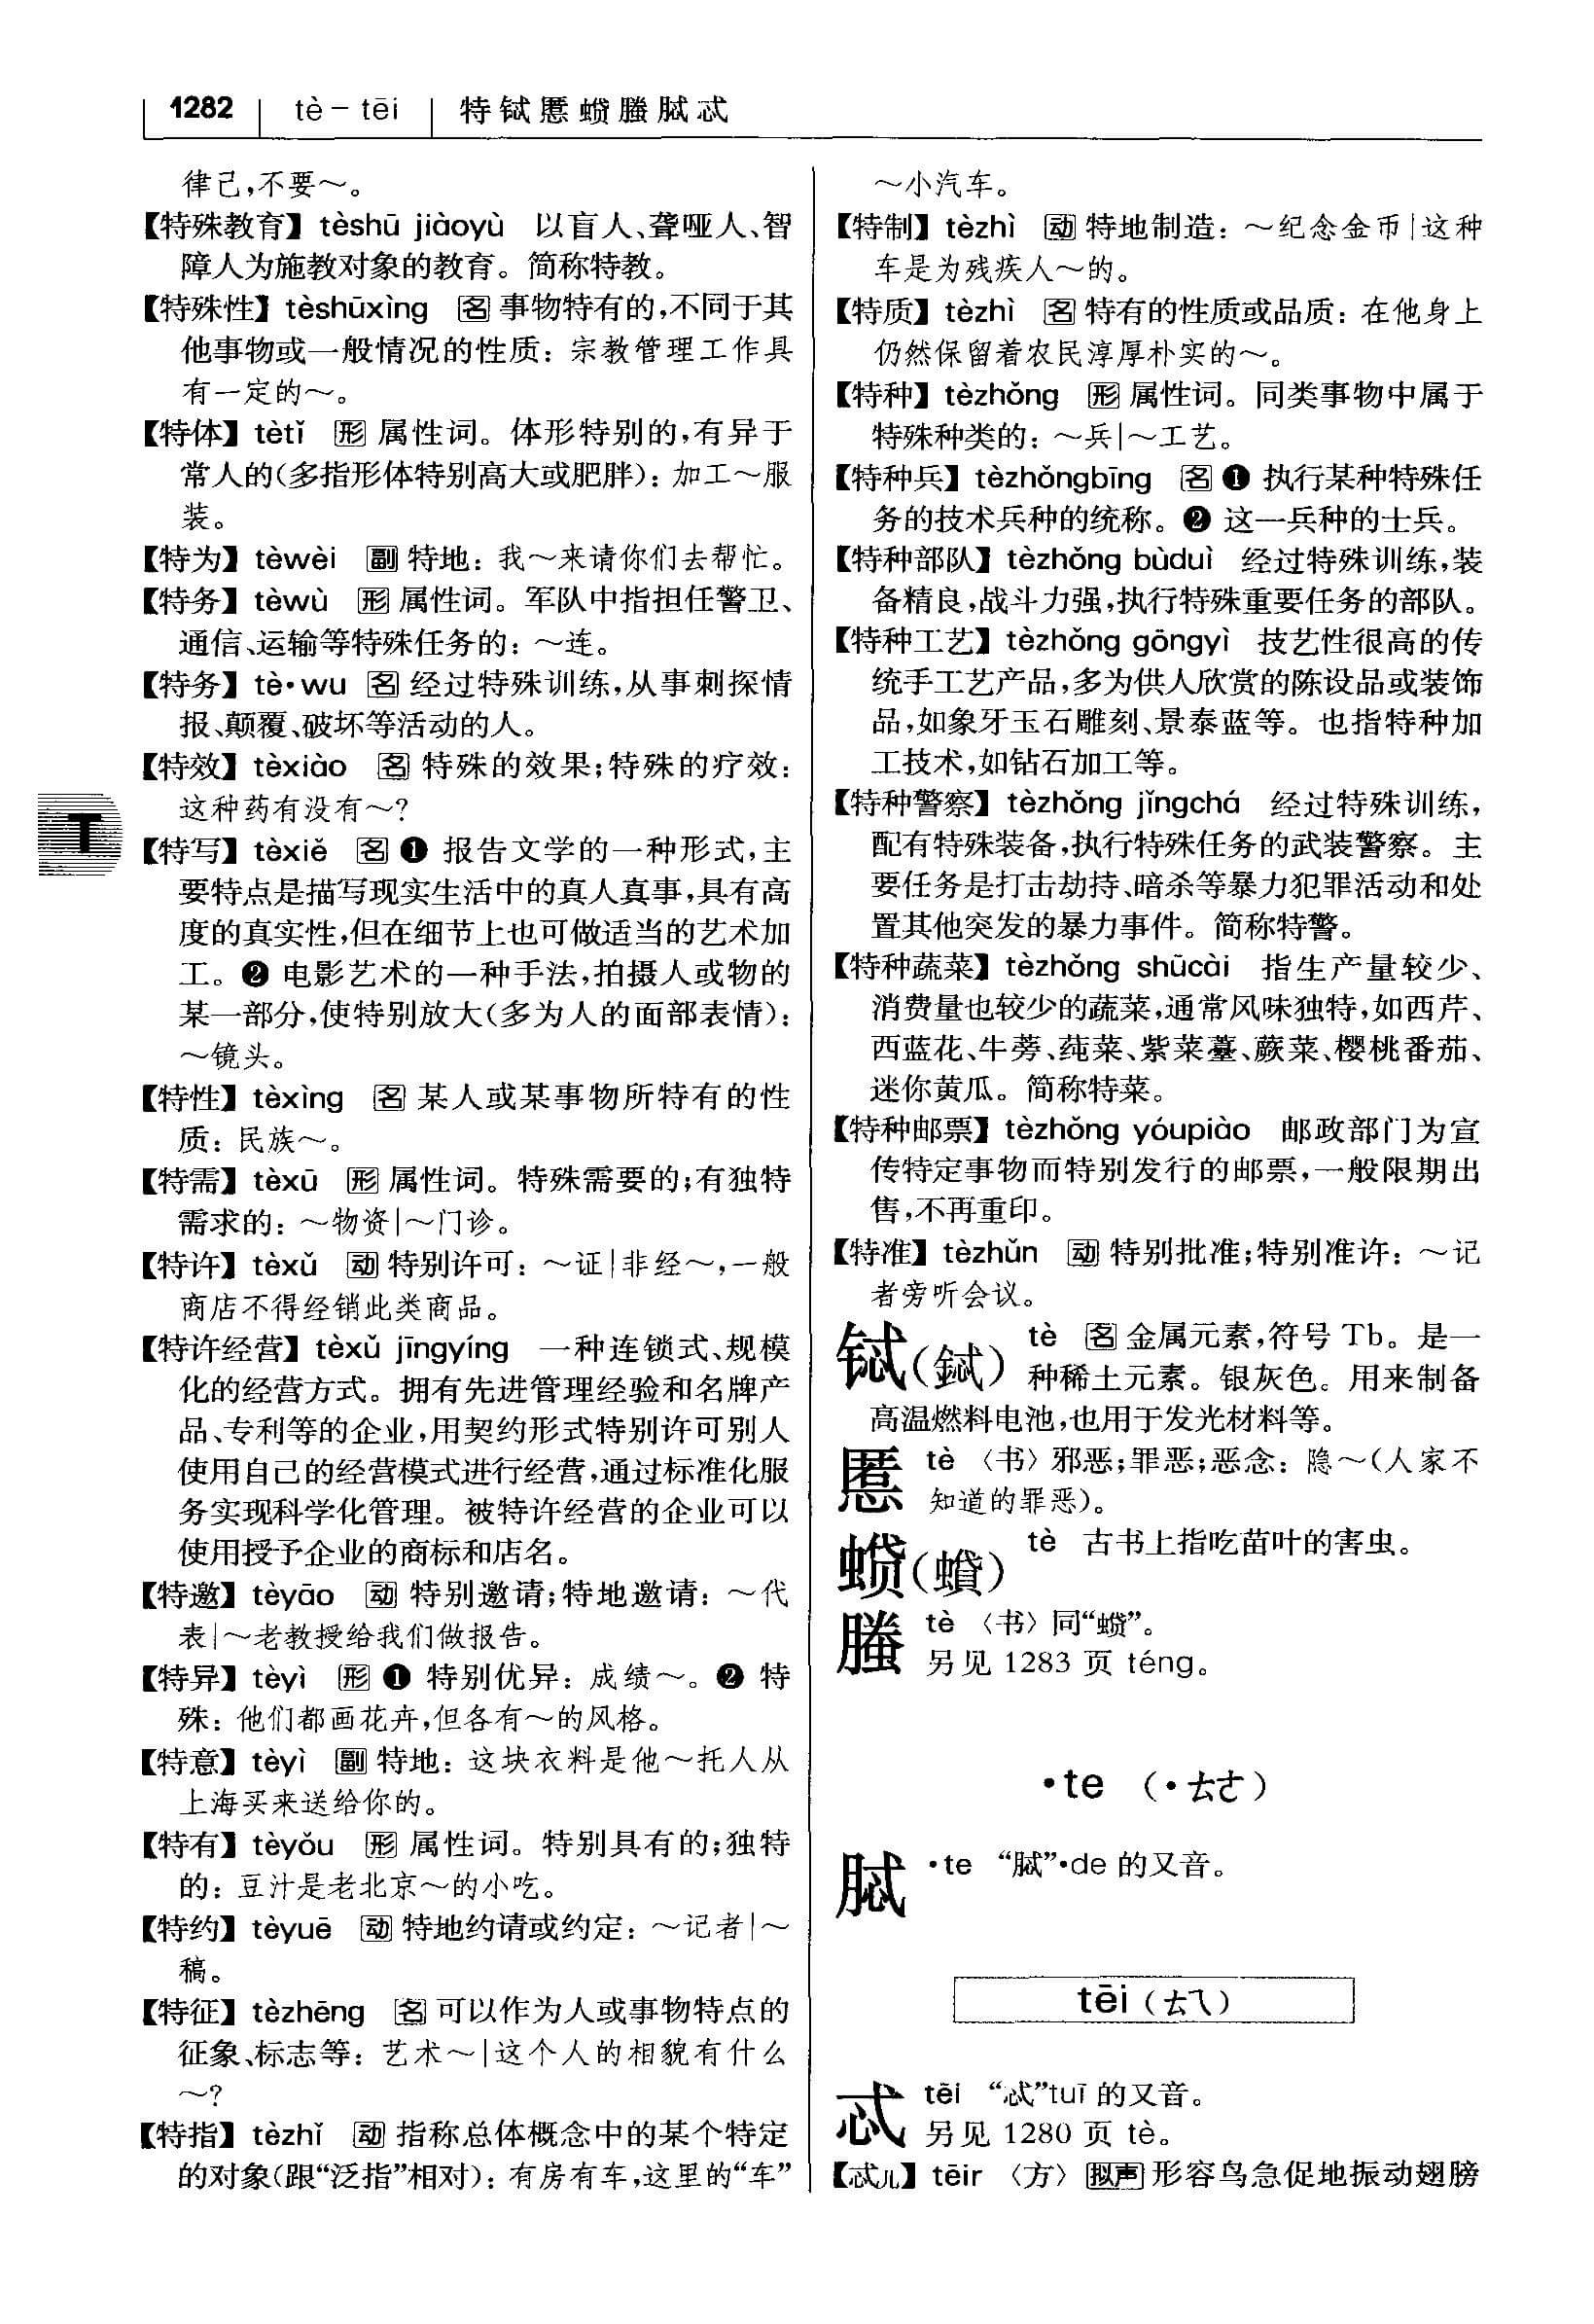 1282 tè－tēi 特铽慝蟘螣脦忒
律己，不要～。
【特殊教育】 tèshū jiàoyù 以盲人、聋哑人、智
障人为施教对象的教育。简称特教。
【特殊性】 tèshūxìng 名 事物特有的，不同于其
他事物或一般情况的性质：宗教管理工作具
有一定的～。
【特体】 tètǐ 形 属性词。体形特别的，有异于
常人的（多指形体特别高大或肥胖）：加工～服
装。
【特为】 tèwèi 副 特地：我～来请你们去帮忙。
【特务】 tèwù 形 属性词。军队中指担任警卫、
通信、运输等特殊任务的：～连。
【特务】 tè·wu 名 经过特殊训练，从事刺探情
报、颠覆、破坏等活动的人。
【特效】 tèxiào 名 特殊的效果；特殊的疗效：
这种药有没有～？
T
【特写】 tèxiě 名 ❶ 报告文学的一种形式，主
要特点是描写现实生活中的真人真事，具有高
度的真实性，但在细节上也可做适当的艺术加
工。❷ 电影艺术的一种手法，拍摄人或物的
某一部分，使特别放大（多为人的面部表情）：
～镜头。
【特性】 tèxìng 名 某人或某事物所特有的性
质：民族～。
【特需】 tèxū 形 属性词。特殊需要的；有独特
需求的：～物资|～门诊。
【特许】 tèxǔ 动 特别许可：～证|非经～，一般
商店不得经销此类商品。
【特许经营】 tèxǔ jīngyíng 一种连锁式、规模
化的经营方式。拥有先进管理经验和名牌产
品、专利等的企业，用契约形式特别许可别人
使用自己的经营模式进行经营，通过标准化服
务实现科学化管理。被特许经营的企业可以
使用授予企业的商标和店名。
【特邀】 tèyāo 动 特别邀请；特地邀请：～代
表|～老教授给我们做报告。
【特异】 tèyì 形 ❶ 特别优异：成绩～。❷ 特
殊：他们都画花卉，但各有～的风格。
【特意】 tèyì 副 特地：这块衣料是他～托人从
上海买来送给你的。
【特有】 tèyǒu 形 属性词。特别具有的；独特
的：豆汁是老北京～的小吃。
【特约】 tèyuē 动 特地约请或约定：～记者|～
稿。
【特征】 tèzhēng 名 可以作为人或事物特点的
征象、标志等：艺术～|这个人的相貌有什么
～？
【特指】 tèzhǐ 动 指称总体概念中的某个特定
的对象（跟“泛指”相对）：有房有车，这里的“车”
～小汽车。
【特制】 tèzhì 动 特地制造：～纪念金币|这种
车是为残疾人～的。
【特质】 tèzhì 名 特有的性质或品质：在他身上
仍然保留着农民淳厚朴实的～。
【特种】 tèzhǒng 形 属性词。同类事物中属于
特殊种类的：～兵|～工艺。
【特种兵】 tèzhǒngbīng 名 ❶ 执行某种特殊任
务的技术兵种的统称。❷ 这一兵种的士兵。
【特种部队】 tèzhǒng bùduì 经过特殊训练，装
备精良，战斗力强，执行特殊重要任务的部队。
【特种工艺】 tèzhǒng gōngyì 技艺性很高的传
统手工艺产品，多为供人欣赏的陈设品或装饰
品，如象牙玉石雕刻、景泰蓝等。也指特种加
工技术，如钻石加工等。
【特种警察】 tèzhǒng jǐngchá 经过特殊训练，
配有特殊装备，执行特殊任务的武装警察。主
要任务是打击劫持、暗杀等暴力犯罪活动和处
置其他突发的暴力事件。简称特警。
【特种蔬菜】 tèzhǒng shūcài 指生产量较少、
消费量也较少的蔬菜，通常风味独特，如西芹、
西蓝花、牛蒡、莼菜、紫菜薹、蕨菜、樱桃番茄、
迷你黄瓜。简称特菜。
【特种邮票】 tèzhǒng yóupiào 邮政部门为宣
传特定事物而特别发行的邮票，一般限期出
售，不再重印。
【特准】 tèzhǔn 动 特别批准；特别准许：～记
者旁听会议。
铽（鋱） tè 名 金属元素，符号 Tb。是一
种稀土元素。银灰色。用来制备
高温燃料电池，也用于发光材料等。
慝 tè 〈书〉邪恶；罪恶；恶念：隐～（人家不
知道的罪恶）。
蟘（蟘） tè 古书上指吃苗叶的害虫。
螣 tè 〈书〉同“蟘”。
另见 1283 页 téng。
·te （·ㄊㄜ）
脦 ·te “脦”·de 的又音。
tēi（ㄊㄟ）
忒 tēi “忒”tuī 的又音。
另见 1280 页 tè。
【忒儿】 tēir 〈方〉 拟声 形容鸟急促地振动翅膀